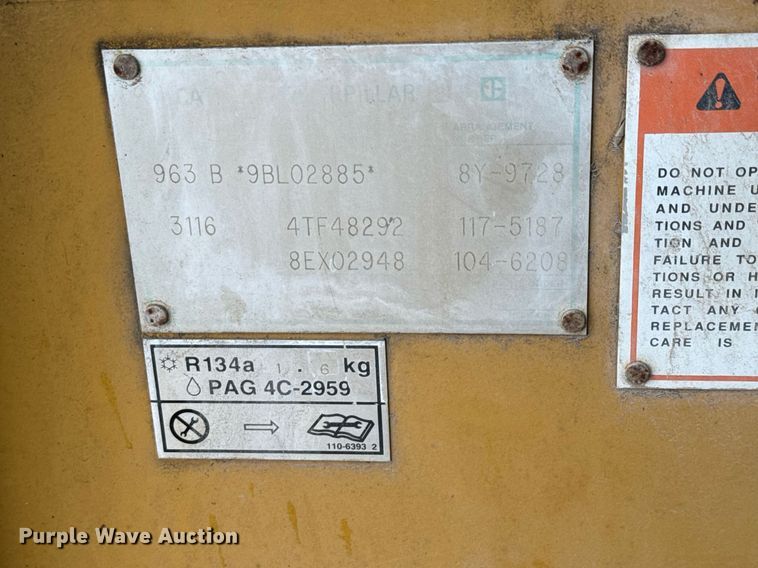 CA RPILLAR
ARRANGEMENT
963 B *9BL02885* 8Y-9728
3116 4TF48292 117-5187
8EX02948 104-6208
R134a 1.6 kg
PAG 4C-2959
110-6393 2
DO NOT OP
MACHINE U
AND UNDE
TIONS AND
TION AND
FAILURE TO
TIONS OR H
RESULT IN I
TACT ANY
REPLACEMEN
CARE IS
Purple Wave Auction